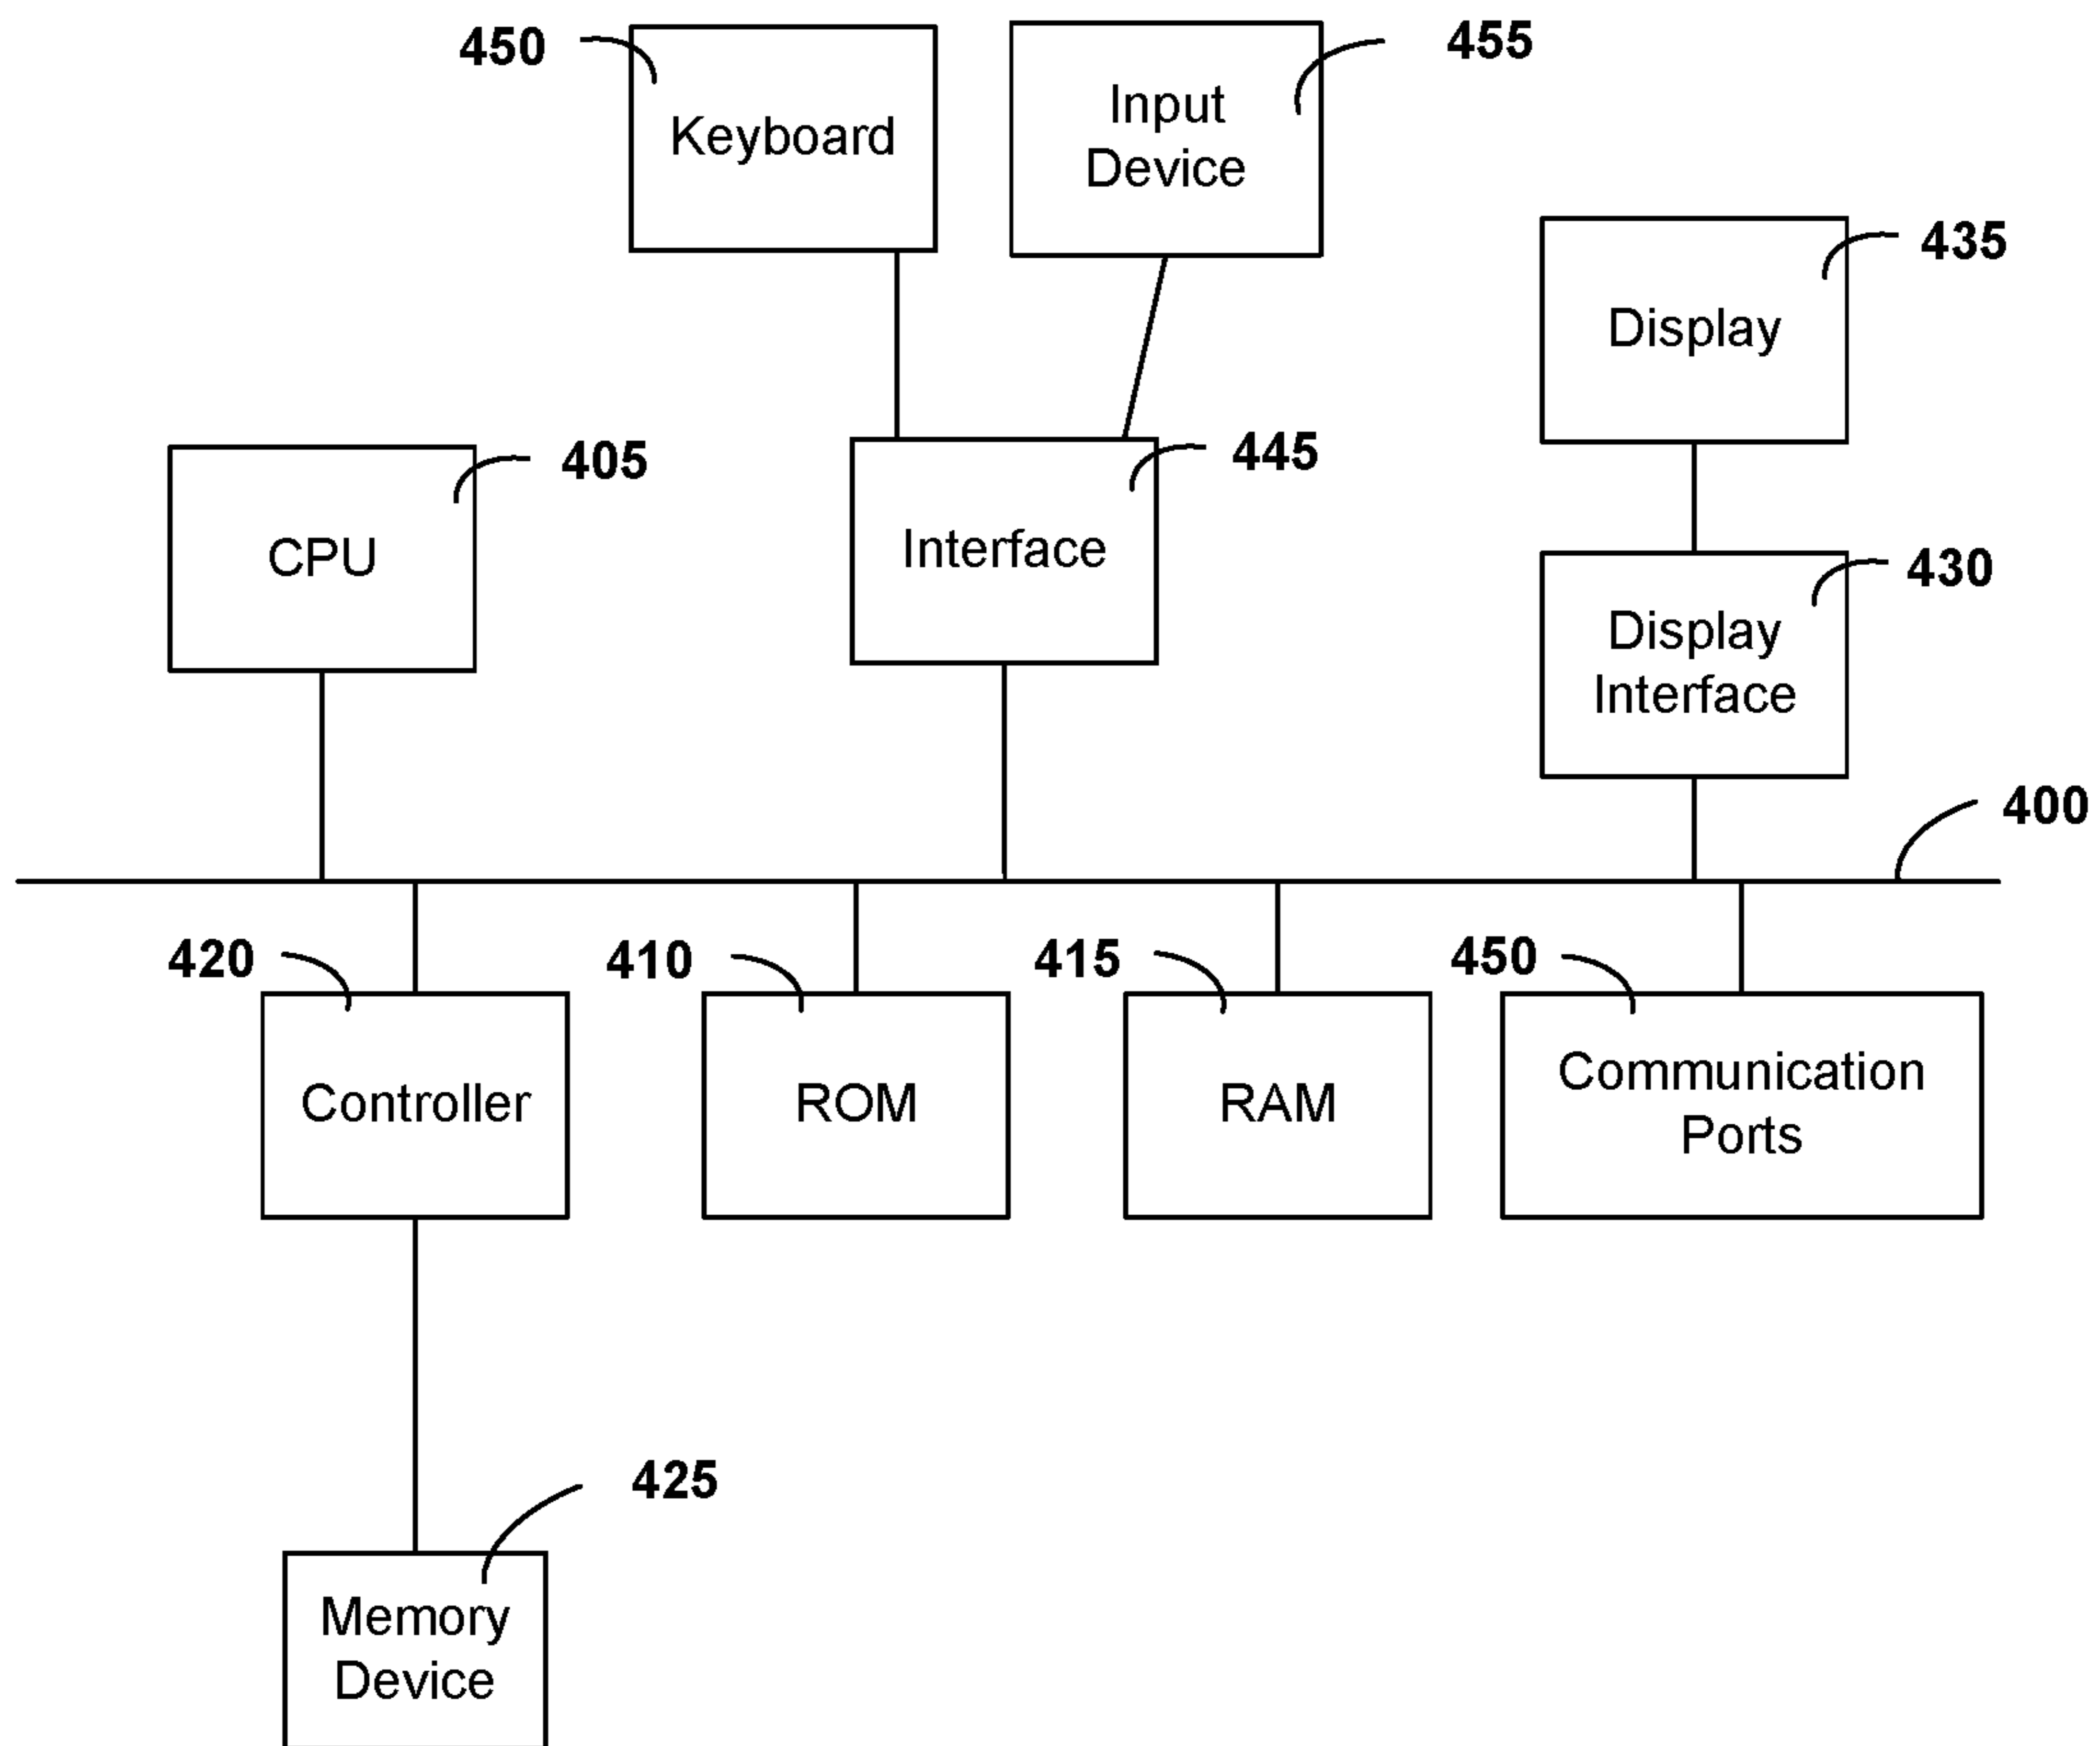 450
Keyboard
455
Input
Device
435
Display
405
CPU
445
Interface
430
Display
Interface
400
420
Controller
410
ROM
415
RAM
450
Communication
Ports
425
Memory
Device